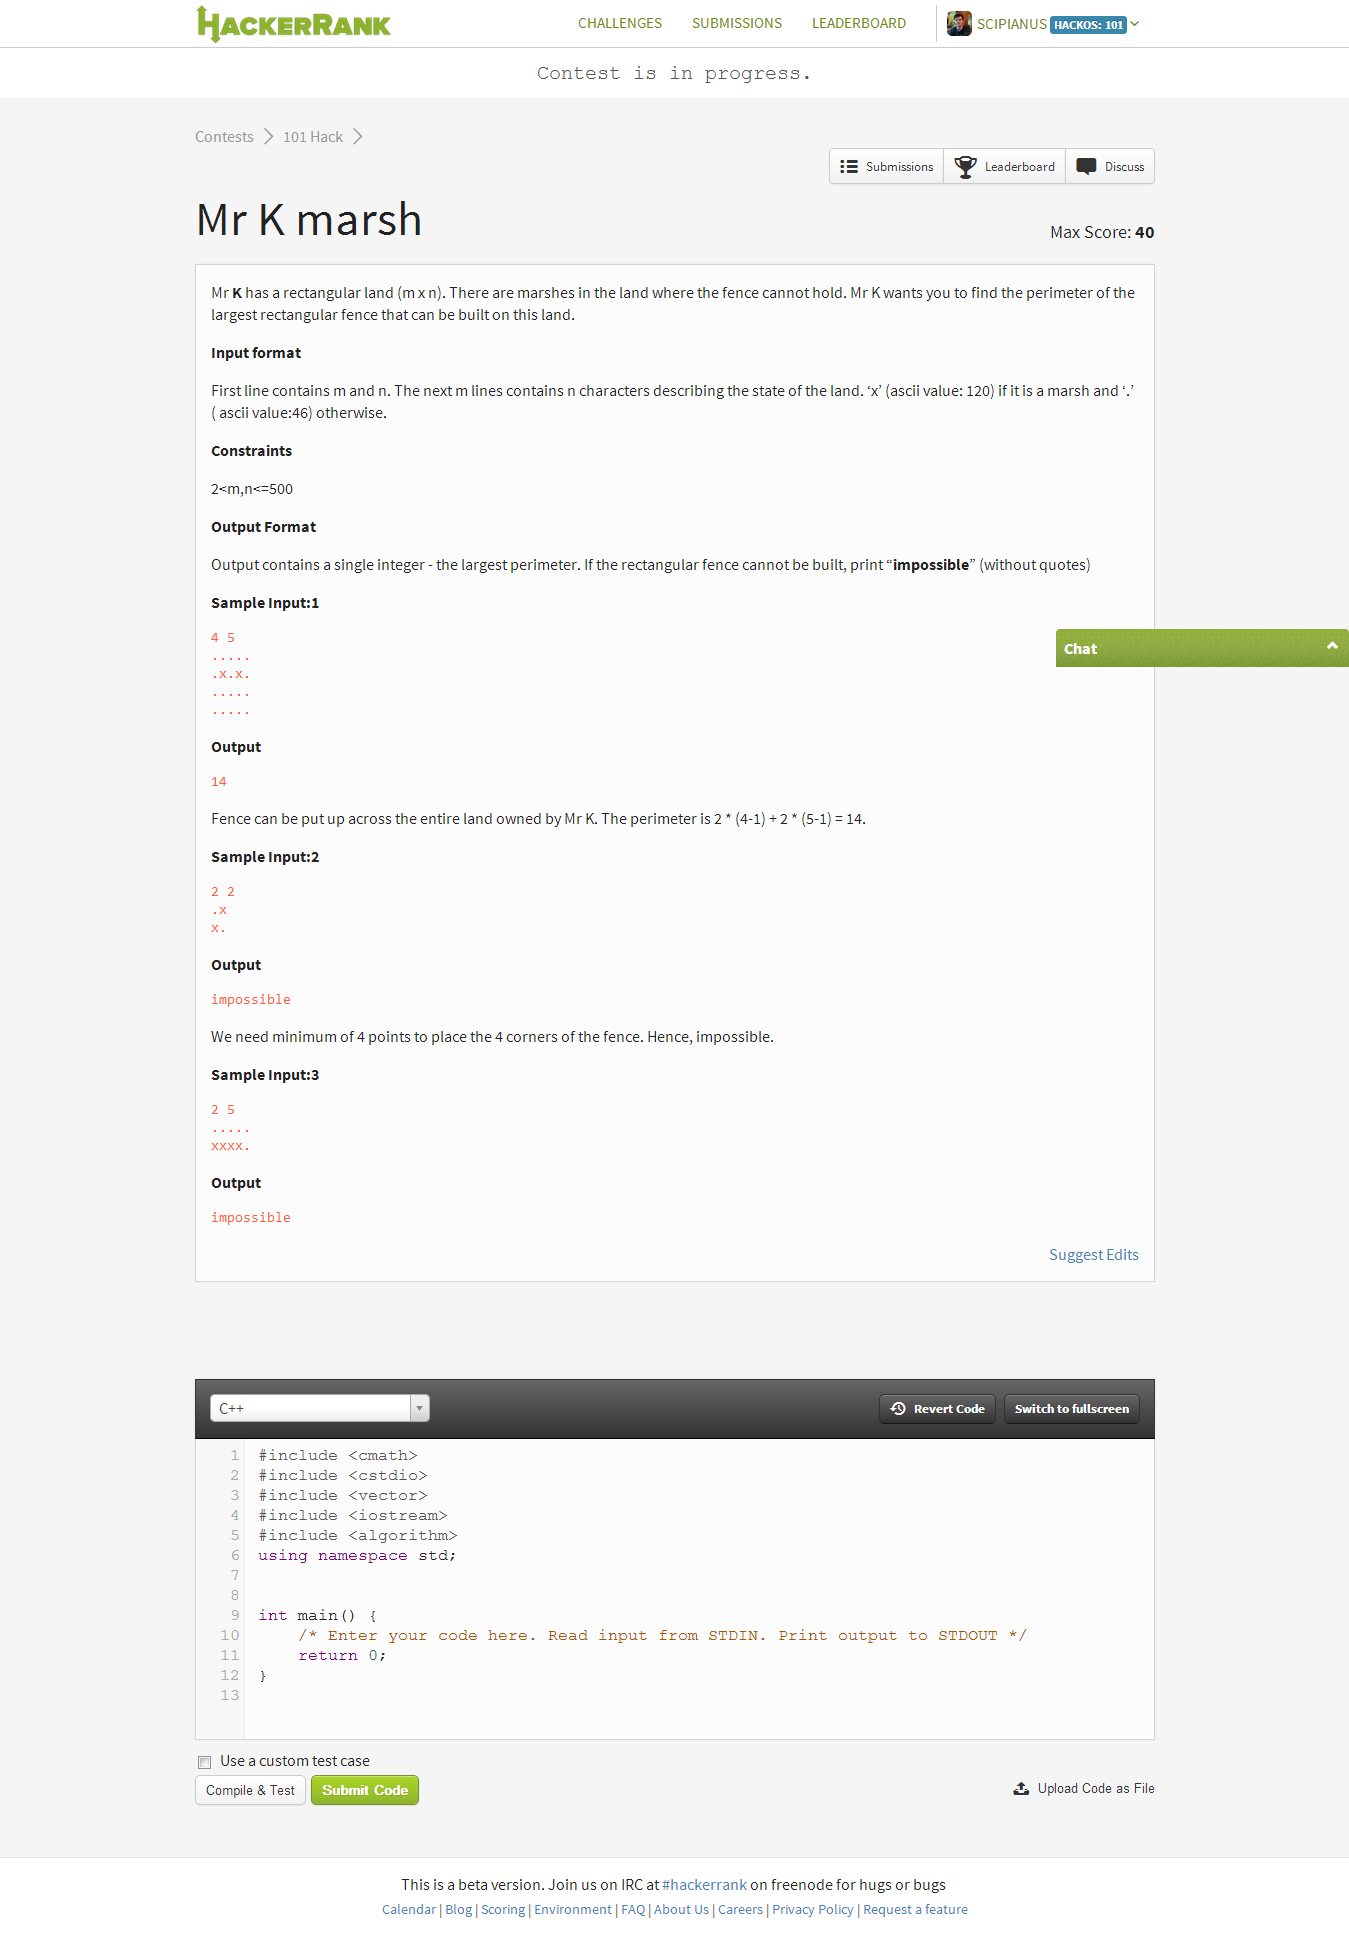 HACKERRANK
CHALLENGES SUBMISSIONS LEADERBOARD SCIPIANUS HACKOS: 101
Contest is in progress.
Contests 101 Hack
Submissions Leaderboard Discuss
Mr K marsh
Max Score: 40
Mr K has a rectangular land (m x n). There are marshes in the land where the fence cannot hold. Mr K wants you to find the perimeter of the
largest rectangular fence that can be built on this land.
Input format
First line contains m and n. The next m lines contains n characters describing the state of the land. ‘x’ (ascii value: 120) if it is a marsh and ‘.’
( ascii value:46) otherwise.
Constraints
2<m,n<=500
Output Format
Output contains a single integer - the largest perimeter. If the rectangular fence cannot be built, print “impossible” (without quotes)
Sample Input:1
4 5
.....
.x.x.
.....
.....
Chat
Output
14
Fence can be put up across the entire land owned by Mr K. The perimeter is 2 * (4-1) + 2 * (5-1) = 14.
Sample Input:2
2 2
.x
x.
Output
impossible
We need minimum of 4 points to place the 4 corners of the fence. Hence, impossible.
Sample Input:3
2 5
.....
xxxx.
Output
impossible
Suggest Edits
C++ Revert Code Switch to fullscreen
1 #include <cmath>
2 #include <cstdio>
3 #include <vector>
4 #include <iostream>
5 #include <algorithm>
6 using namespace std;
7
8
9 int main() {
10 /* Enter your code here. Read input from STDIN. Print output to STDOUT */
11 return 0;
12 }
13
Use a custom test case
Compile & Test Submit Code Upload Code as File
This is a beta version. Join us on IRC at #hackerrank on freenode for hugs or bugs
Calendar | Blog | Scoring | Environment | FAQ | About Us | Careers | Privacy Policy | Request a feature